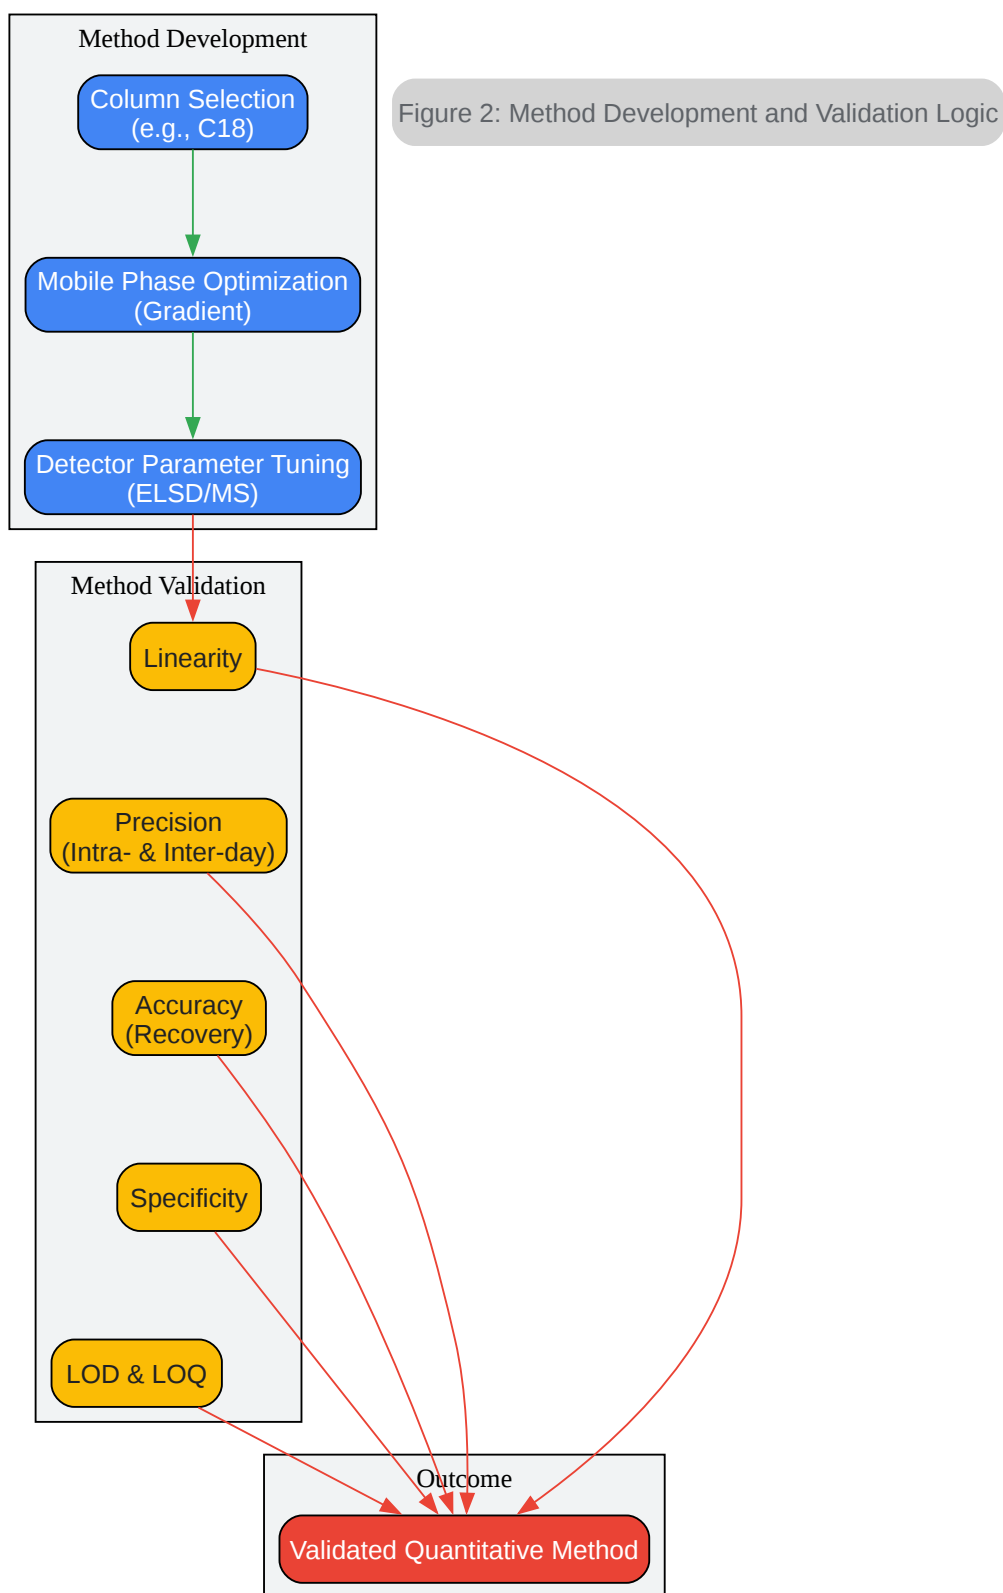 Method Development
Column Selection
(e.g., C18)
Figure 2: Method Development and Validation Logic
Mobile Phase Optimization
(Gradient)
Detector Parameter Tuning
(ELSD/MS)
Method Validation
Linearity
Precision
(Intra- & Inter-day)
Accuracy
(Recovery)
Specificity
LOD & LOQ
Outcome
Validated Quantitative Method